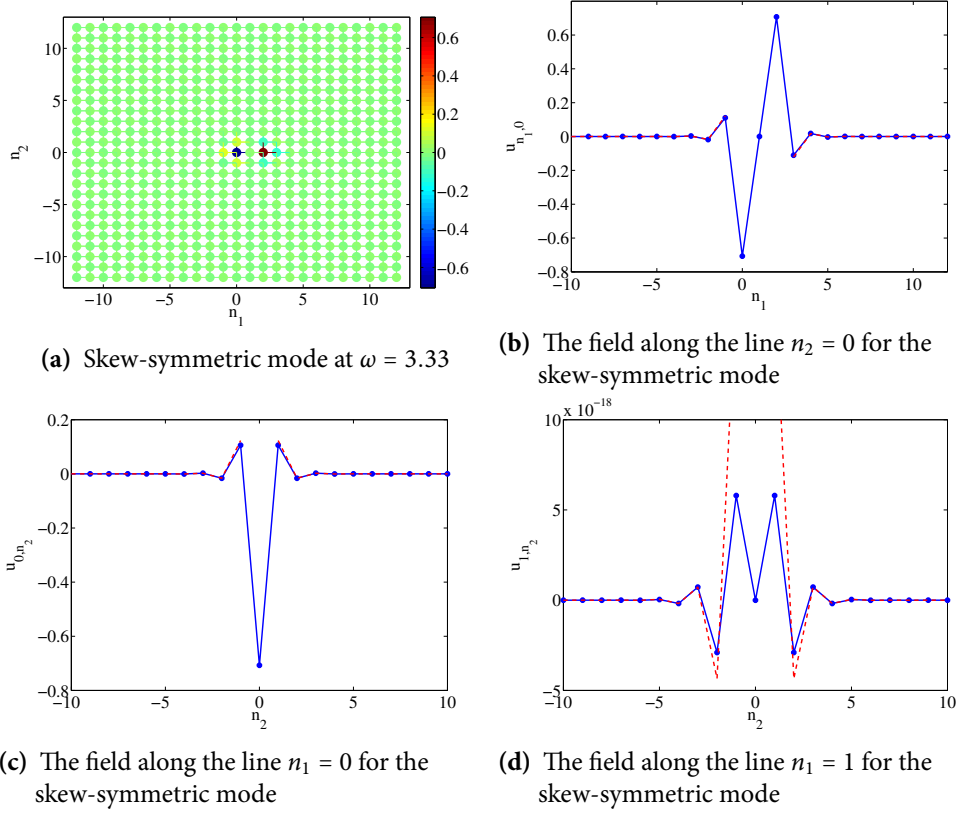 10
5
0
−5
−10
n2
−10 −5 0 5 10
n1
0.6
0.4
0.2
0
−0.2
−0.4
−0.6
(a) Skew-symmetric mode at ω = 3.33
0.6
0.4
0.2
0
−0.2
−0.4
−0.6
−0.8
un1,0
−10 −5 0 5 10
n1
(b) The field along the line n2 = 0 for the
skew-symmetric mode
0.2
0
−0.2
−0.4
−0.6
−0.8
u0,n2
−10 −5 0 5 10
n2
(c) The field along the line n1 = 0 for the
skew-symmetric mode
x 10−18
10
5
0
−5
u1,n2
−10 −5 0 5 10
n2
(d) The field along the line n1 = 1 for the
skew-symmetric mode